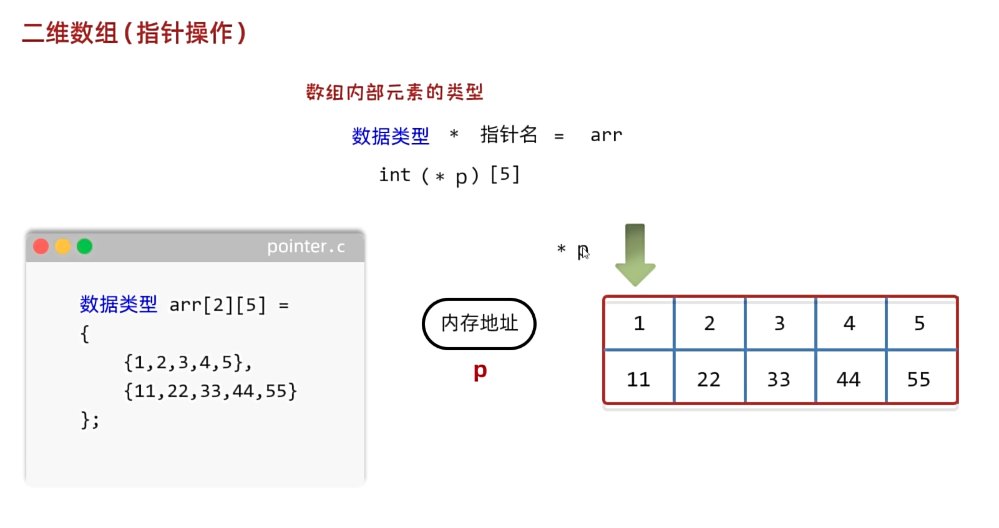 二维数组(指针操作)
数组内部元素的类型
数据类型 * 指针名 = arr
int (* p) [5]
pointer.c
数据类型 arr[2][5] =
{
{1,2,3,4,5},
{11,22,33,44,55}
};
内存地址
p
* p
1 2 3 4 5
11 22 33 44 55